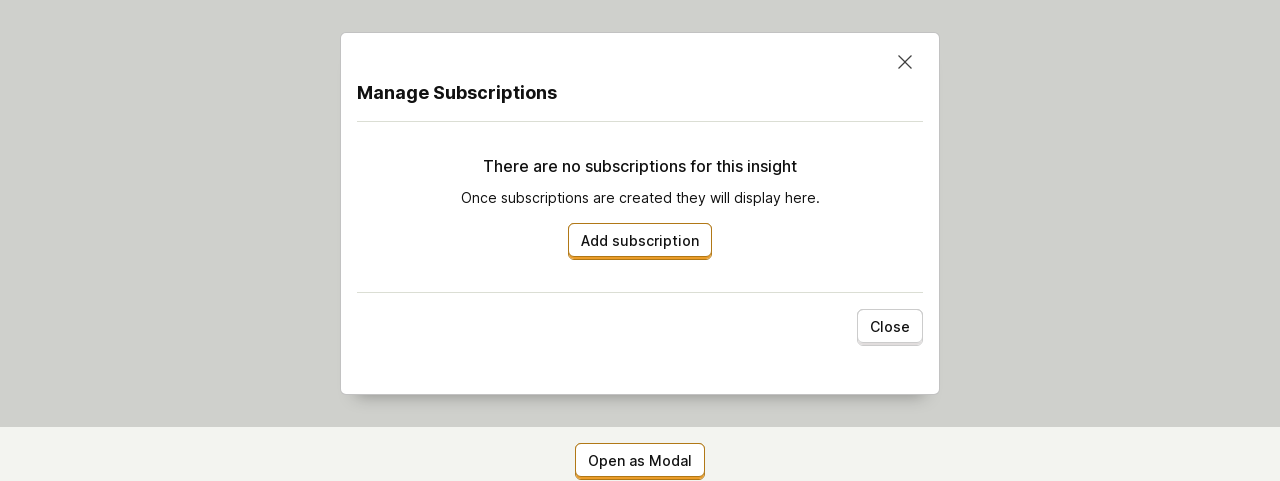 Manage Subscriptions
There are no subscriptions for this insight
Once subscriptions are created they will display here.
Add subscription
Close
Open as Modal